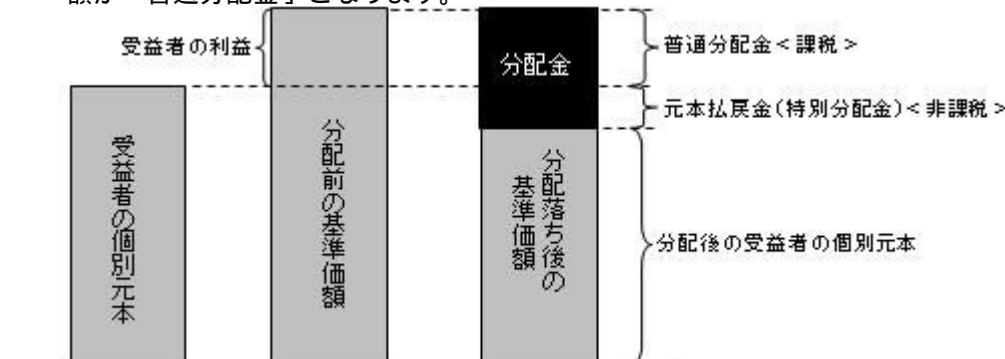 額が「普通分配金」となります。
受益者の利益
分配金
普通分配金<課税>
元本払戻金(特別分配金)<非課税>
受益者の個別元本
分配前の基準価額
分配落ち後の
基準価額
分配後の受益者の個別元本